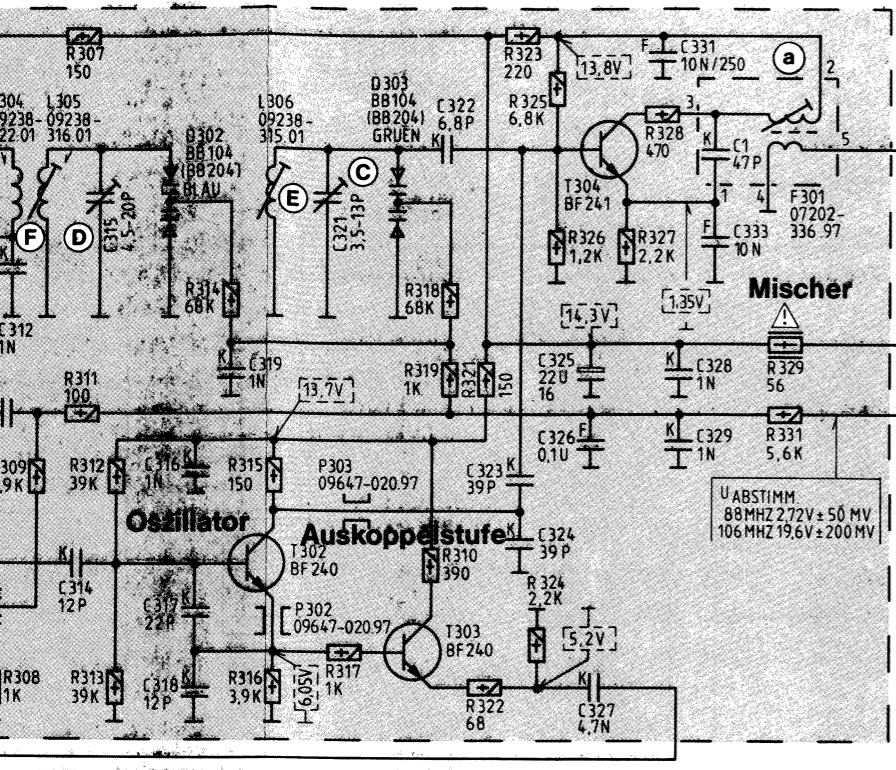 R307
150
R323
220
13,8V
F C331
10N/250
a
2
304
09238-
22.01
L305
09238-
316.01
D302
BB104
(BB204)
BLAU
L306
09238-
315.01
D303
BB104
(BB204)
GRUEN
C322
6,8P
K
R325
6,8K
R328
470
3
K
C1
47P
5
T304
BF241
1
4
F301
07202-
336.97
F
D
C315
4,5-20P
E
C321
3,5-13P
C
R326
1,2K
R327
2,2K
F
C333
10N
R314
68K
R318
68K
14,3V
1,35V
Mischer
C312
1N
K
C319
1N
R319
1K
R321
150
C325
22U
16
K
C328
1N
R329
56
R311
100
13,7V
F
C326
0,1U
K
C329
1N
R331
5,6K
309
,9K
R312
39K
K
C316
1N
R315
150
P303
09647-020.97
C323
39P
K
U ABSTIMM.
88MHZ 2,72V ± 50 MV
106MHZ 19,6V ± 200 MV
Oszillator
Auskoppelstufe
K
C324
39P
K
C314
12P
T302
BF240
R310
390
R324
2,2K
K
C317
22P
P302
09647-020.97
T303
BF240
5,2V
R308
1K
R313
39K
K
C318
12P
R316
3,9K
6,05V
R317
1K
R322
68
K
C327
4,7N